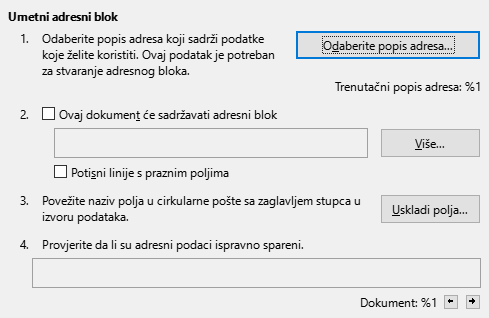 Umetni adresni blok
1. Odaberite popis adresa koji sadrži podatke
koje želite koristiti. Ovaj podatak je potreban
za stvaranje adresnog bloka.
Odaberite popis adresa...
Trenutačni popis adresa: %1
2. Ovaj dokument će sadržavati adresni blok
Više...
Potisni linije s praznim poljima
3. Povežite naziv polja u cirkularne pošte sa zaglavljem stupca u
izvoru podataka.
Uskladi polja...
4. Provjerite da li su adresni podaci ispravno spareni.
Dokument: %1